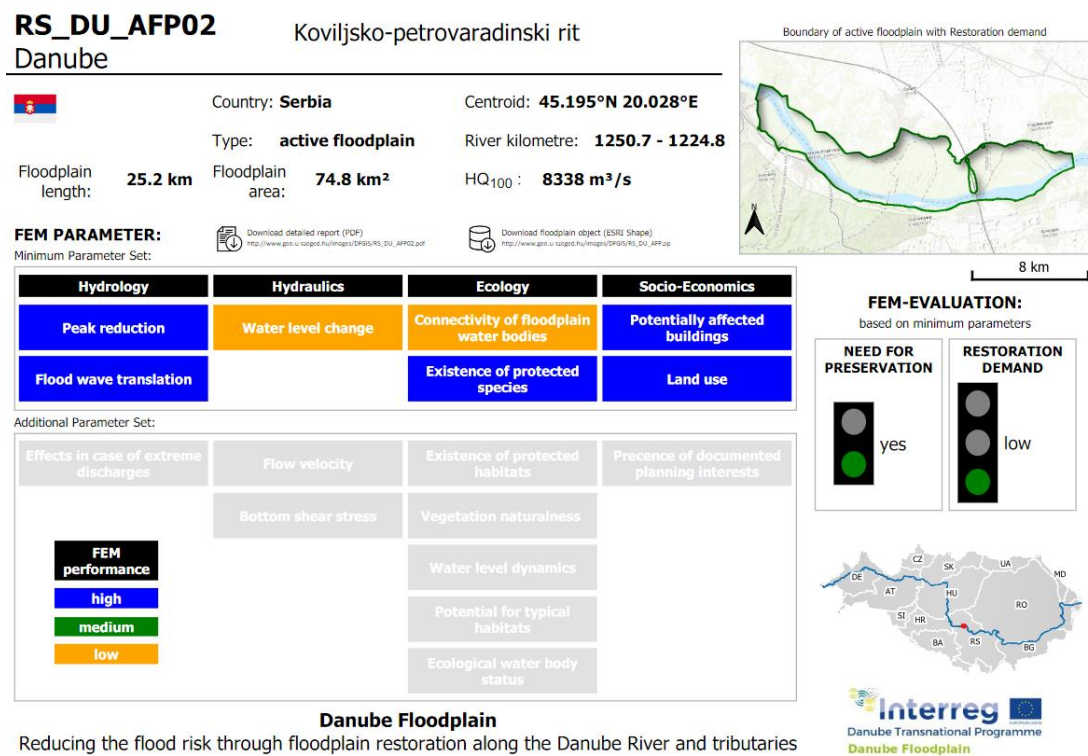 RS_DU_AFP02
Danube
Koviljsko-petrovaradinski rit
Boundary of active floodplain with Restoration demand
Country: Serbia
Centroid: 45.195°N 20.028°E
Type: active floodplain
River kilometre: 1250.7 - 1224.8
Floodplain length: 25.2 km
Floodplain area: 74.8 km²
HQ100 : 8338 m³/s
N
8 km
FEM PARAMETER:
Download detailed report (PDF)
http://www.geo.u-szeged.hu/images/DFGIS/RS_DU_AFP02.pdf
Download floodplain object (ESRI Shape)
http://www.geo.u-szeged.hu/images/DFGIS/RS_DU_AFP.zip
Minimum Parameter Set:
Hydrology
Hydraulics
Ecology
Socio-Economics
Peak reduction
Water level change
Connectivity of floodplain
water bodies
Potentially affected
buildings
Flood wave translation
Existence of protected
species
Land use
Additional Parameter Set:
Effects in case of extreme
discharges
Flow velocity
Existence of protected
habitats
Precence of documented
planning interests
Bottom shear stress
Vegetation naturalness
Water level dynamics
Potential for typical
habitats
Ecological water body
status
FEM
performance
high
medium
low
FEM-EVALUATION:
based on minimum parameters
NEED FOR
PRESERVATION
yes
RESTORATION
DEMAND
low
CZ
SK
UA
MD
DE
AT
HU
RO
SI
HR
BA
RS
BG
Interreg
Danube Transnational Programme
Danube Floodplain
Danube Floodplain
Reducing the flood risk through floodplain restoration along the Danube River and tributaries